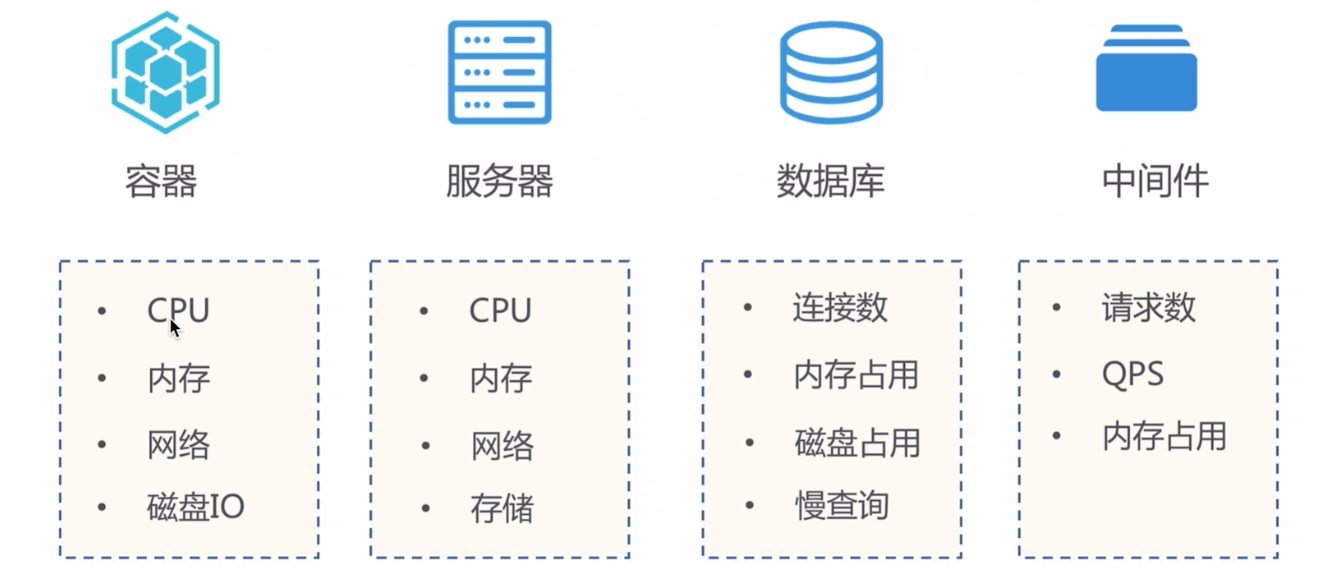 容器
服务器
数据库
中间件
• CPU
• 内存
• 网络
• 磁盘IO
• CPU
• 内存
• 网络
• 存储
• 连接数
• 内存占用
• 磁盘占用
• 慢查询
• 请求数
• QPS
• 内存占用